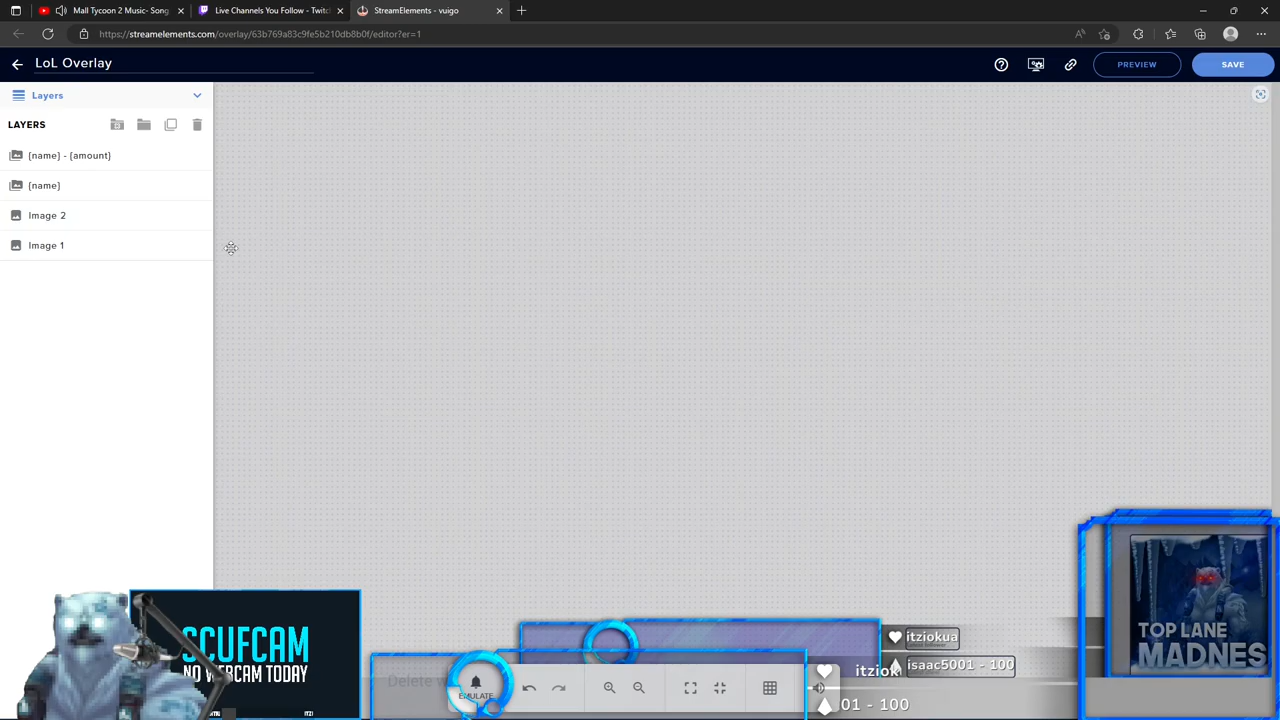 Mall Tycoon 2 Music- Song
Live Channels You Follow - Twitch
StreamElements - vuigo
https://streamelements.com/overlay/63b769a83c9fe5b210db8b0f/editor?er=1
LoL Overlay
PREVIEW
SAVE
Layers
LAYERS
{name} - {amount}
{name}
Image 2
Image 1
TOP LANE
MADNESS
SCUFCAM
NO WEBCAM TODAY
itziokua
isaac5001 - 100
itziok
Delete w
EMULATE
01 - 100